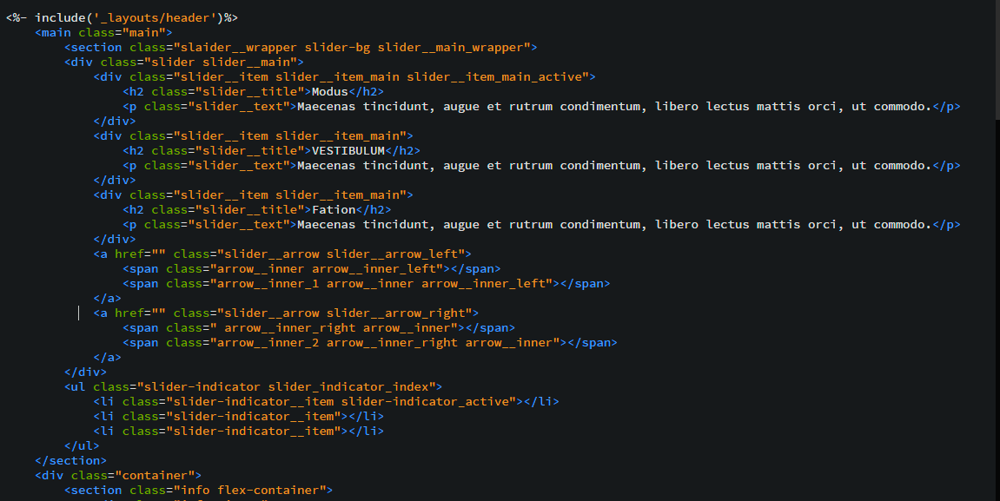 <%- include('_layouts/header')%>
<main class="main">
<section class="slaider__wrapper slider-bg slider__main_wrapper">
<div class="slider slider__main">
<div class="slider__item slider__item_main slider__item_main_active">
<h2 class="slider__title">Modus</h2>
<p class="slider__text">Maecenas tincidunt, augue et rutrum condimentum, libero lectus mattis orci, ut commodo.</p>
</div>
<div class="slider__item slider__item_main">
<h2 class="slider__title">VESTIBULUM</h2>
<p class="slider__text">Maecenas tincidunt, augue et rutrum condimentum, libero lectus mattis orci, ut commodo.</p>
</div>
<div class="slider__item slider__item_main">
<h2 class="slider__title">Fation</h2>
<p class="slider__text">Maecenas tincidunt, augue et rutrum condimentum, libero lectus mattis orci, ut commodo.</p>
</div>
<a href="" class="slider__arrow slider__arrow_left">
<span class="arrow__inner arrow__inner_left"></span>
<span class="arrow__inner_1 arrow__inner arrow__inner_left"></span>
</a>
<a href="" class="slider__arrow slider__arrow_right">
<span class=" arrow__inner_right arrow__inner"></span>
<span class="arrow__inner_2 arrow__inner_right arrow__inner"></span>
</a>
</div>
<ul class="slider-indicator slider_indicator_index">
<li class="slider-indicator__item slider-indicator_active"></li>
<li class="slider-indicator__item"></li>
<li class="slider-indicator__item"></li>
</ul>
</section>
<div class="container">
<section class="info flex-container">